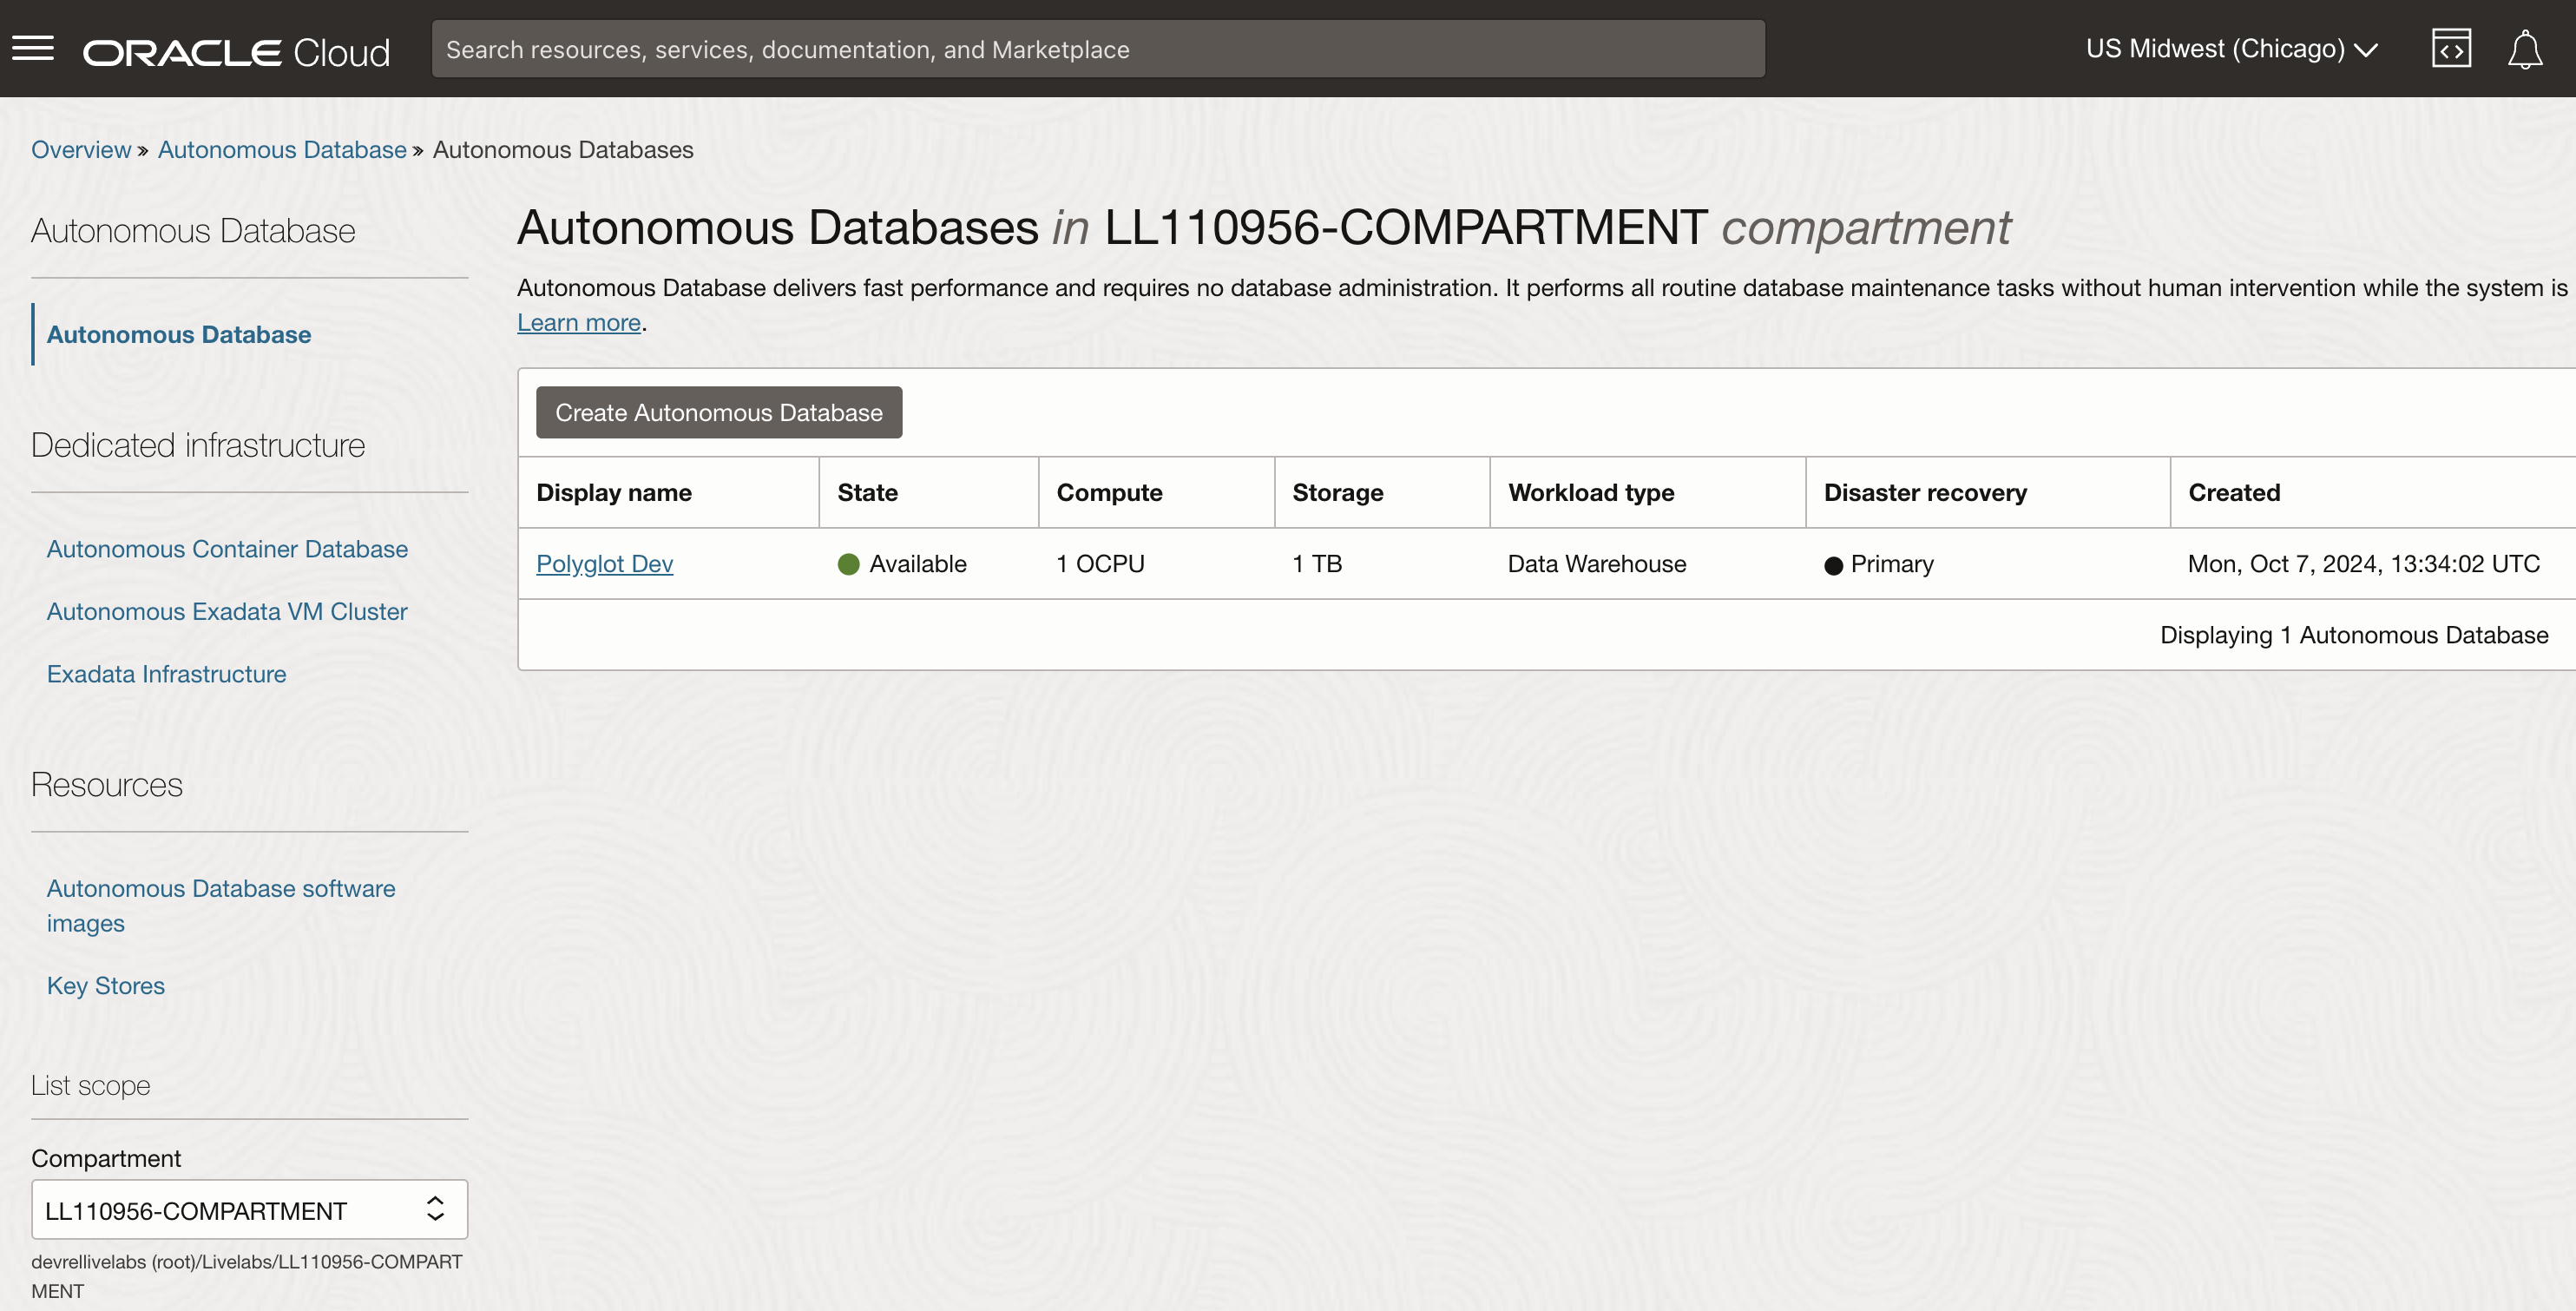 ORACLE Cloud
Search resources, services, documentation, and Marketplace
US Midwest (Chicago)
Overview » Autonomous Database » Autonomous Databases
Autonomous Database
Autonomous Database
Dedicated infrastructure
Autonomous Container Database
Autonomous Exadata VM Cluster
Exadata Infrastructure
Resources
Autonomous Database software
images
Key Stores
List scope
Compartment
LL110956-COMPARTMENT
devrellivelabs (root)/Livelabs/LL110956-COMPART
MENT
Autonomous Databases in LL110956-COMPARTMENT compartment
Autonomous Database delivers fast performance and requires no database administration. It performs all routine database maintenance tasks without human intervention while the system is
Learn more.
Create Autonomous Database
Display name State Compute Storage Workload type Disaster recovery Created
Polyglot Dev Available 1 OCPU 1 TB Data Warehouse Primary Mon, Oct 7, 2024, 13:34:02 UTC
Displaying 1 Autonomous Database